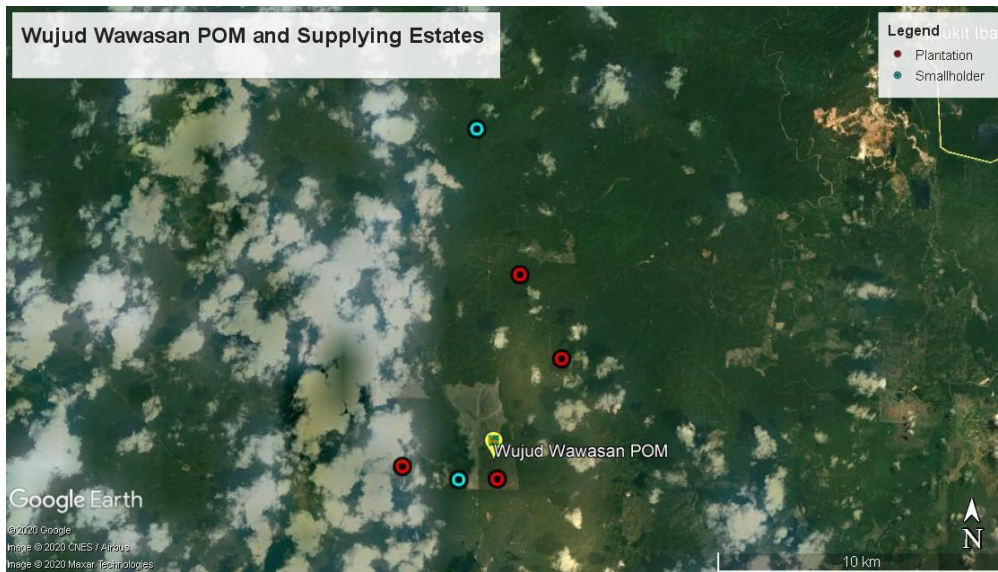 Wujud Wawasan POM and Supplying Estates
Legend
Plantation
Smallholder
Wujud Wawasan POM
Google Earth
©2020 Google
Image © 2020 CNES / Airbus
Image © 2020 Maxar Technologies
N
10 km